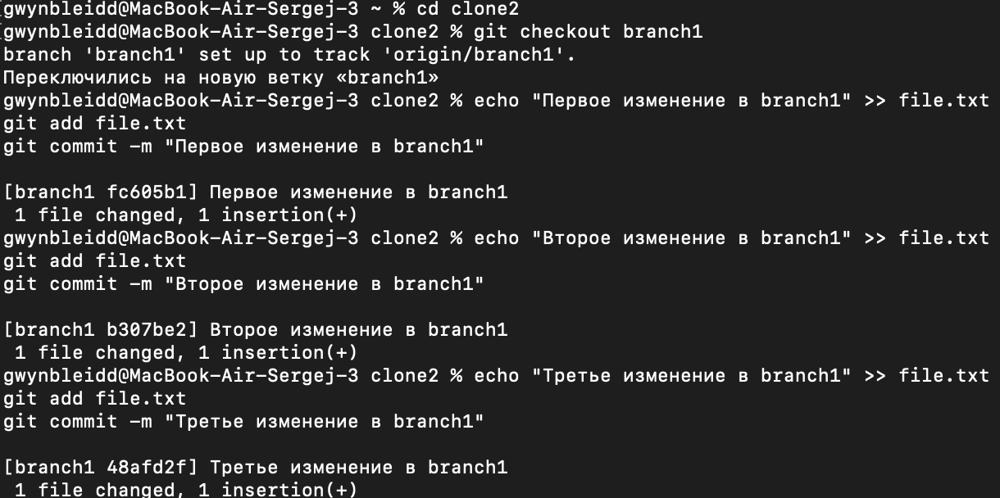 gwynbleidd@MacBook-Air-Sergej-3 ~ % cd clone2
gwynbleidd@MacBook-Air-Sergej-3 clone2 % git checkout branch1
branch 'branch1' set up to track 'origin/branch1'.
Переключились на новую ветку «branch1»
gwynbleidd@MacBook-Air-Sergej-3 clone2 % echo "Первое изменение в branch1" >> file.txt
git add file.txt
git commit -m "Первое изменение в branch1"
[branch1 fc605b1] Первое изменение в branch1
1 file changed, 1 insertion(+)
gwynbleidd@MacBook-Air-Sergej-3 clone2 % echo "Второе изменение в branch1" >> file.txt
git add file.txt
git commit -m "Второе изменение в branch1"
[branch1 b307be2] Второе изменение в branch1
1 file changed, 1 insertion(+)
gwynbleidd@MacBook-Air-Sergej-3 clone2 % echo "Третье изменение в branch1" >> file.txt
git add file.txt
git commit -m "Третье изменение в branch1"
[branch1 48afd2f] Третье изменение в branch1
1 file changed, 1 insertion(+)